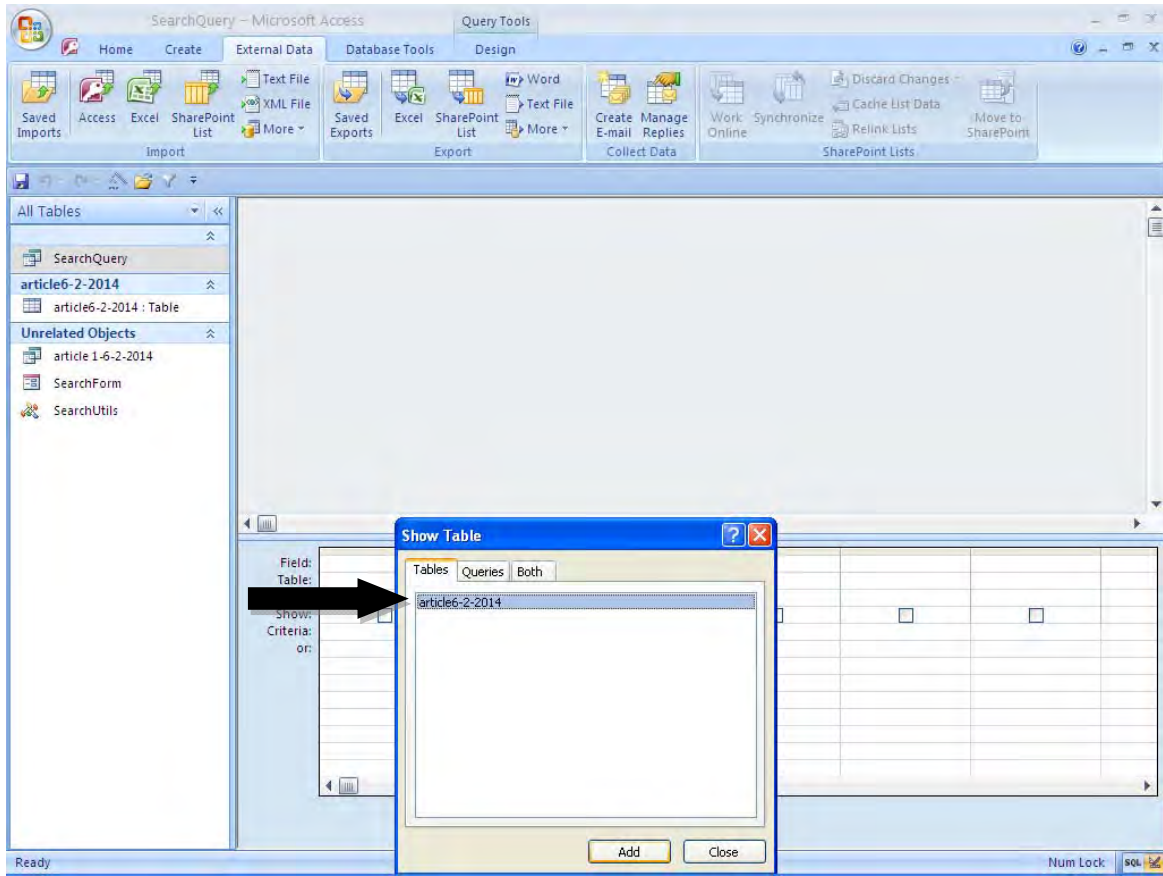 SearchQuery – Microsoft Access
Query Tools
Home Create External Data Database Tools Design
Saved Imports
Access
Excel
SharePoint List
Text File
XML File
More
Import
Saved Exports
Excel
SharePoint List
Word
Text File
More
Export
Create E-mail
Manage Replies
Collect Data
Work Online
Synchronize
Discard Changes
Cache List Data
Relink Lists
Move to SharePoint
SharePoint Lists
All Tables
SearchQuery
article6-2-2014
article6-2-2014 : Table
Unrelated Objects
article 1-6-2-2014
SearchForm
SearchUtils
Field:
Table:
Show:
Criteria:
or:
Show Table
Tables Queries Both
article6-2-2014
Add Close
Ready
Num Lock SQL